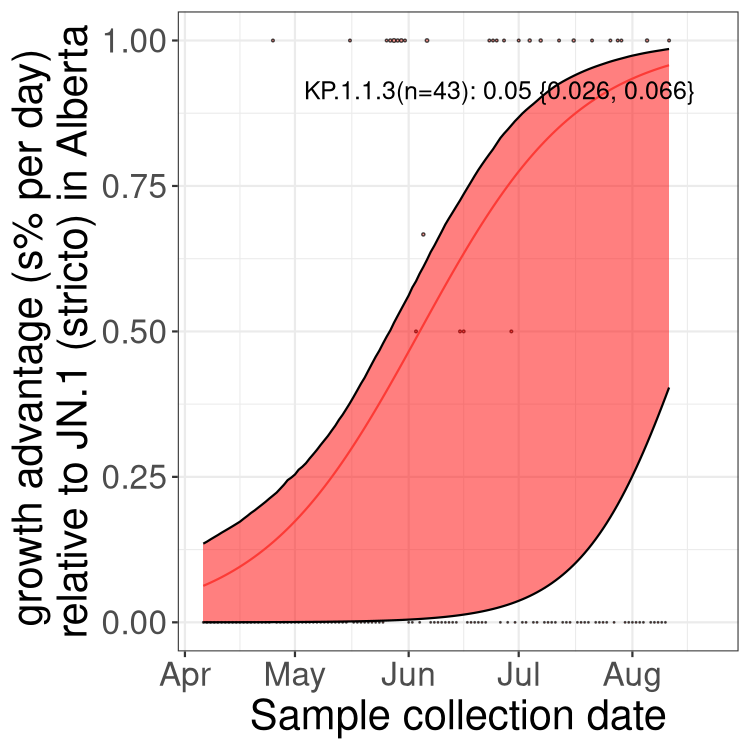 growth advantage (s% per day)
relative to JN.1 (stricto) in Alberta
1.00
0.75
0.50
0.25
0.00
KP.1.1.3(n=43): 0.05 {0.026, 0.066}
Apr May Jun Jul Aug
Sample collection date